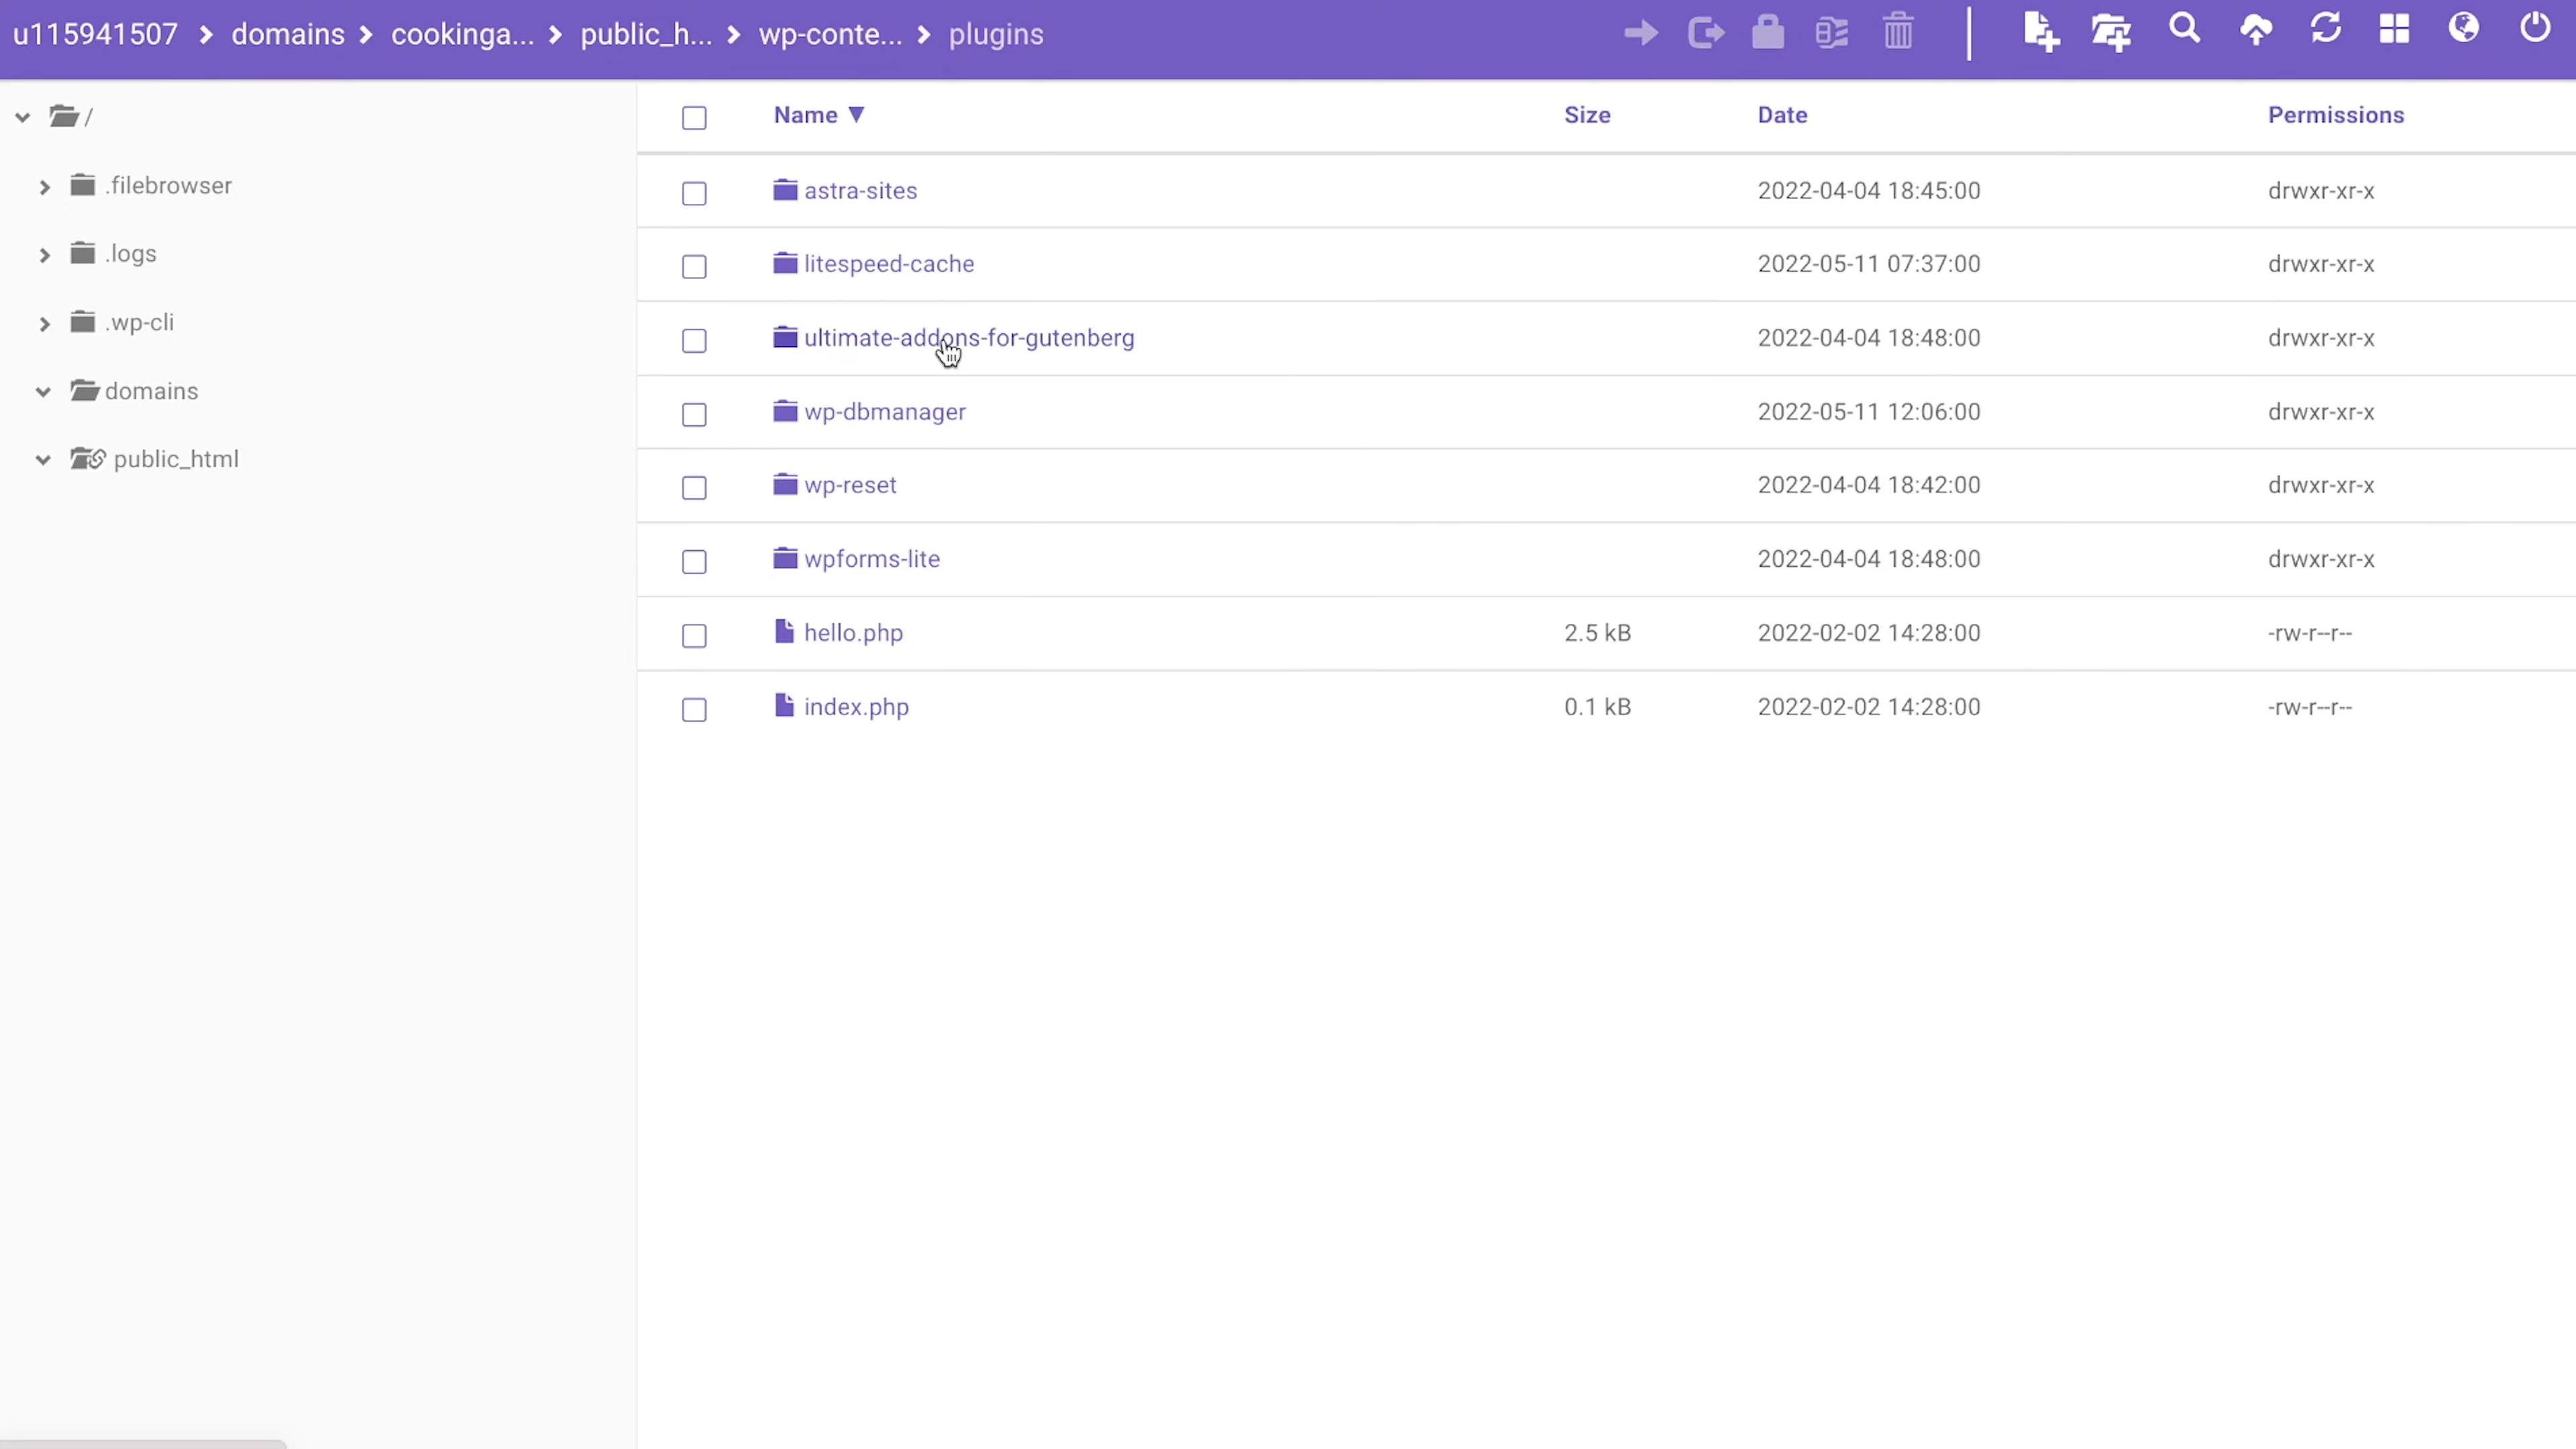 u115941507 > domains > cookinga... > public_h... > wp-conte... > plugins
/
.filebrowser
.logs
.wp-cli
domains
public_html
Name ▼ Size Date Permissions
astra-sites 2022-04-04 18:45:00 drwxr-xr-x
litespeed-cache 2022-05-11 07:37:00 drwxr-xr-x
ultimate-addons-for-gutenberg 2022-04-04 18:48:00 drwxr-xr-x
wp-dbmanager 2022-05-11 12:06:00 drwxr-xr-x
wp-reset 2022-04-04 18:42:00 drwxr-xr-x
wpforms-lite 2022-04-04 18:48:00 drwxr-xr-x
hello.php 2.5 kB 2022-02-02 14:28:00 -rw-r--r--
index.php 0.1 kB 2022-02-02 14:28:00 -rw-r--r--